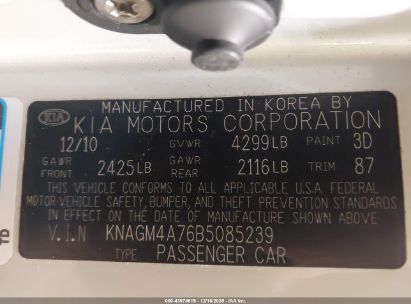 MANUFACTURED IN KOREA BY
KIA KIA MOTORS CORPORATION
12/10 GVWR 4299LB PAINT 3D
GAWR FRONT 2425LB GAWR REAR 2116LB TRIM 87
THIS VEHICLE CONFORMS TO ALL APPLICABLE U.S.A FEDERAL
MOTOR VEHICLE SAFETY, BUMPER, AND THEFT PREVENTION STANDARDS
IN EFFECT ON THE DATE OF MANUFACTURE SHOWN ABOVE
V.I.N KNAGM4A76B5085239
TYPE PASSENGER CAR